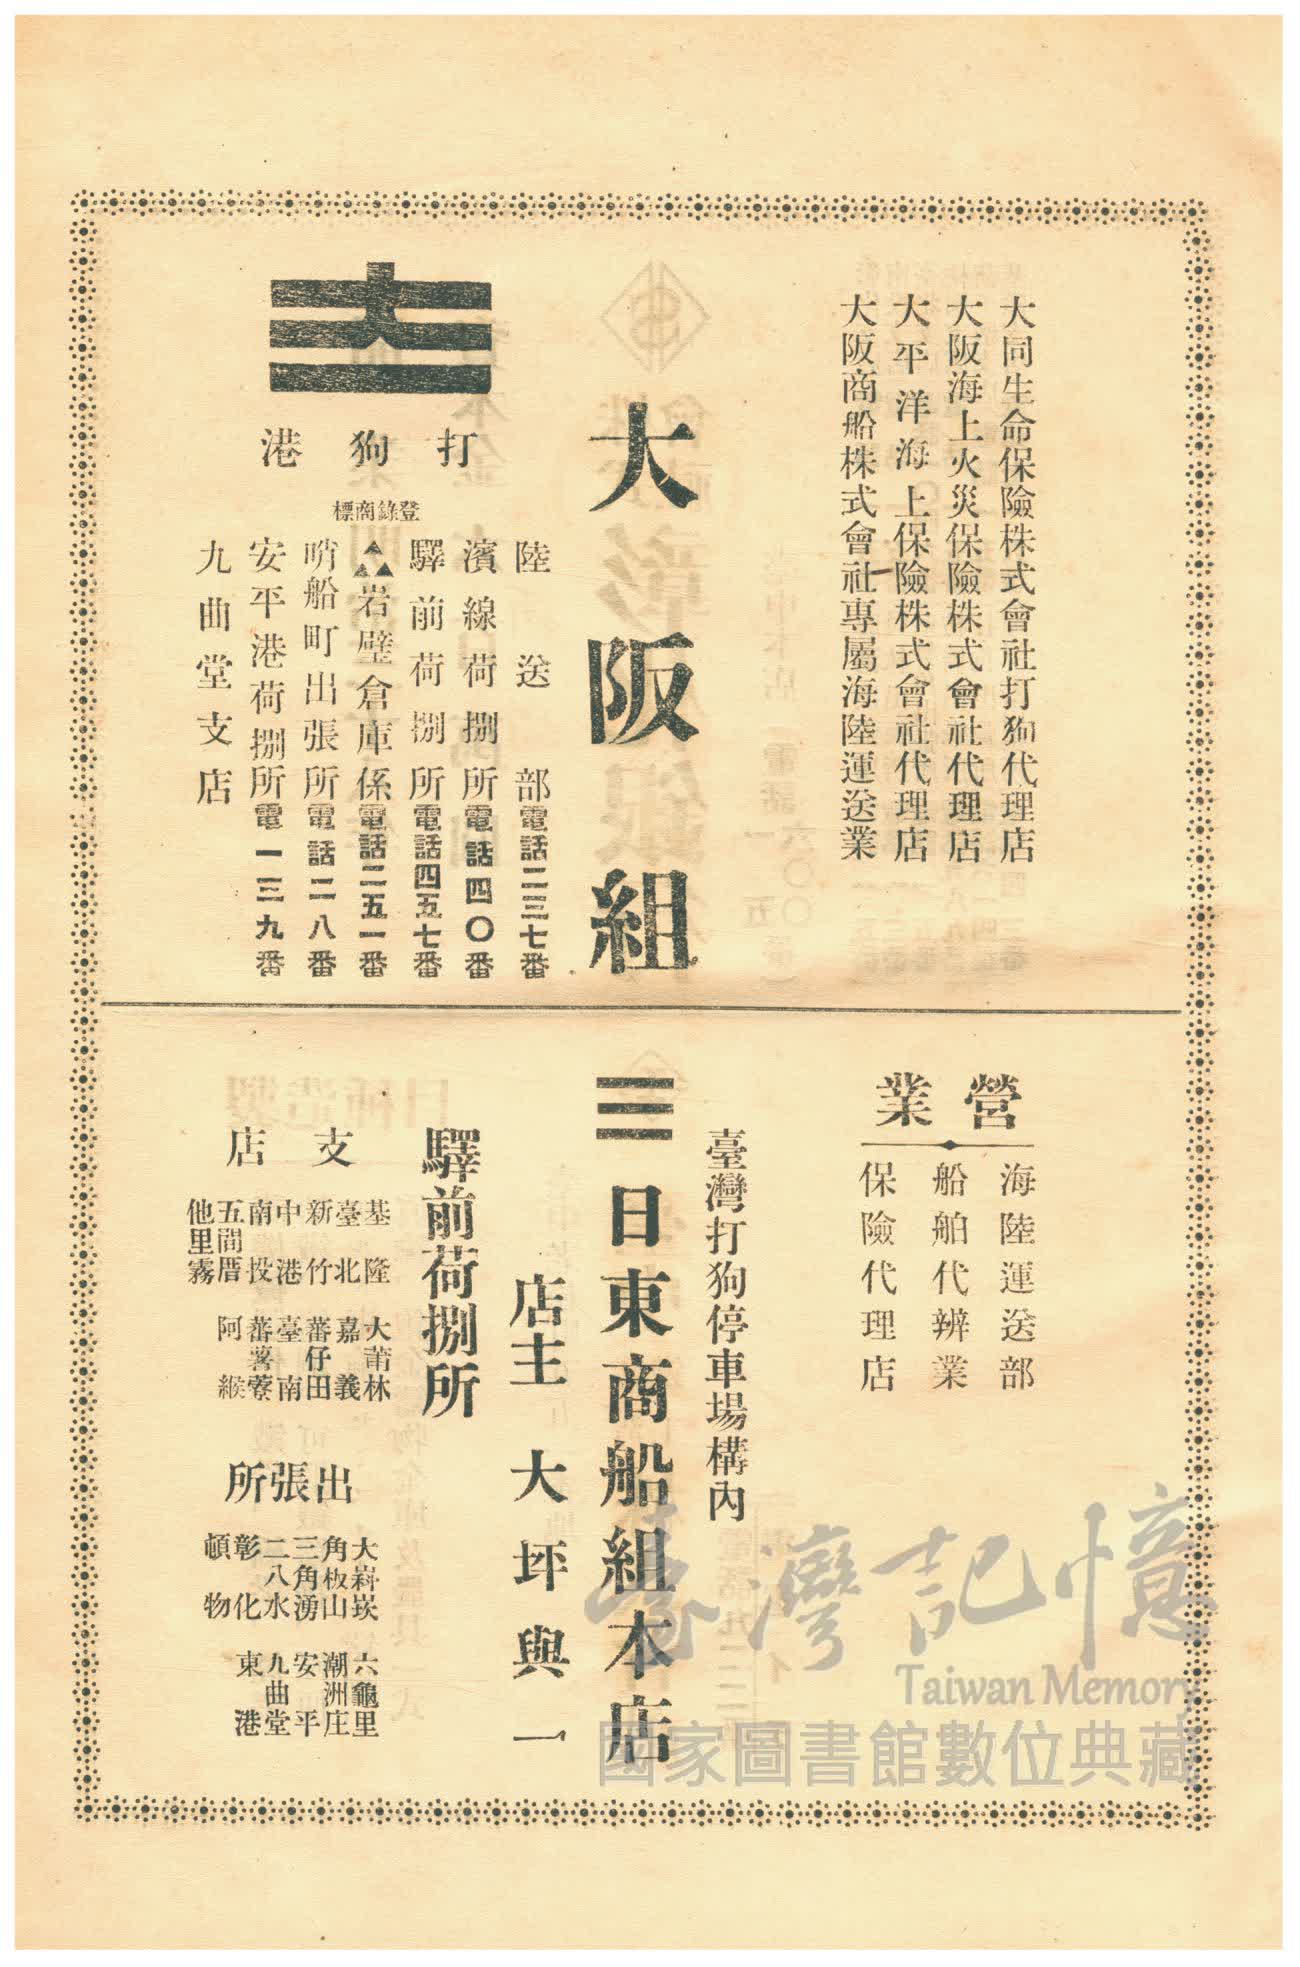 大同生命保險株式會社打狗代理店
大阪海上火災保險株式會社代理店
大平洋海上保險株式會社代理店
大阪商船株式會社專屬海陸運送業
大阪組
打狗港
登錄商標
陸送部電話二三七番
濱線荷捌所電話四〇番
驛前荷捌所電話四五七番
岩壁倉庫係電話二五一番
哨船町出張所電話二八番
安平港荷捌所電一三九番
九曲堂支店
營業
海陸運送部
船舶代辨業
保險代理店
臺灣打狗停車場構內
三日東商船組本店
店主 大坪與一
驛前荷捌所
支店
基隆 大莆林
臺北 嘉義
新竹 蕃仔田
中港 臺南
南投 蕃薯藔
五間厝 阿緱
他里霧
出張所
大嵙崁 六龜里
角板山 潮洲庄
三角湧 安平
二八水 九曲堂
彰化 東港
頓物
臺灣記憶
Taiwan Memory
國家圖書館數位典藏